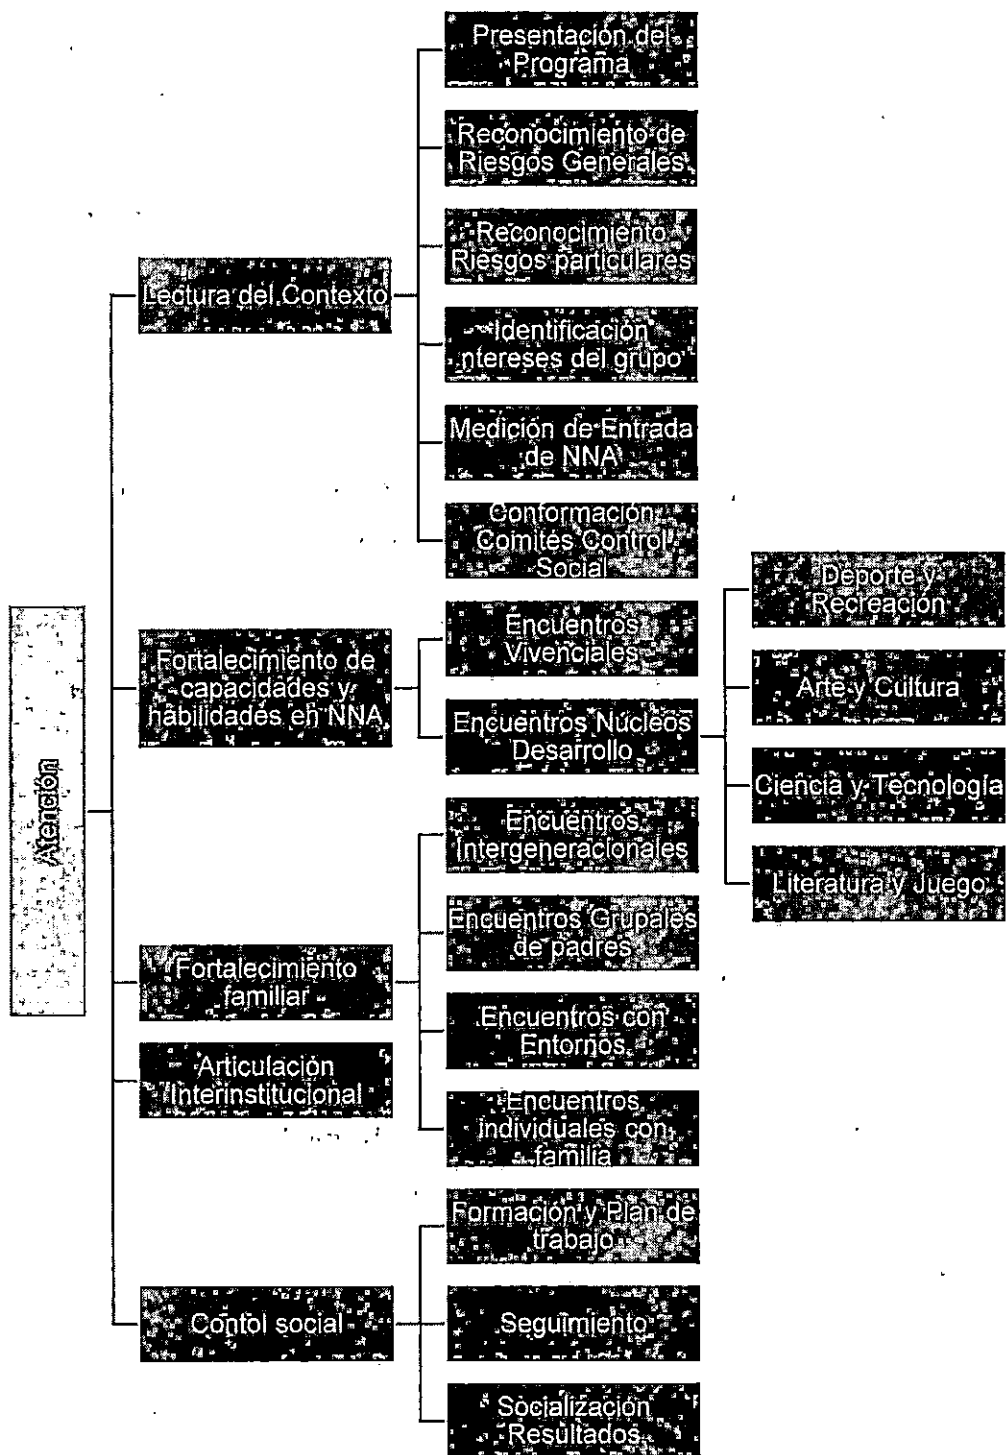 Atención
Lectura del Contexto
Presentación del
Programa
Reconocimiento de
Riesgos Generales
Reconocimiento
Riesgos particulares
Identificación
ntereses del grupo
Medición de Entrada
de NNA
Conformación
Comités Control
Social
Fortalecimiento de
capacidades y
habilidades en NNA
Encuentros
Vivenciales
Encuentros Núcleos
Desarrollo
Deporte y
Recreación
Arte y Cultura
Ciencia y Tecnología
Literatura y Juego
Fortalecimiento
familiar
Encuentros
Intergeneracionales
Encuentros Grupales
de padres
Encuentros con
Entornos
Encuentros
individuales con
familia
Articulación
Interinstitucional
Contol social
Formación y Plan de
trabajo
Seguimiento
Socialización
Resultados